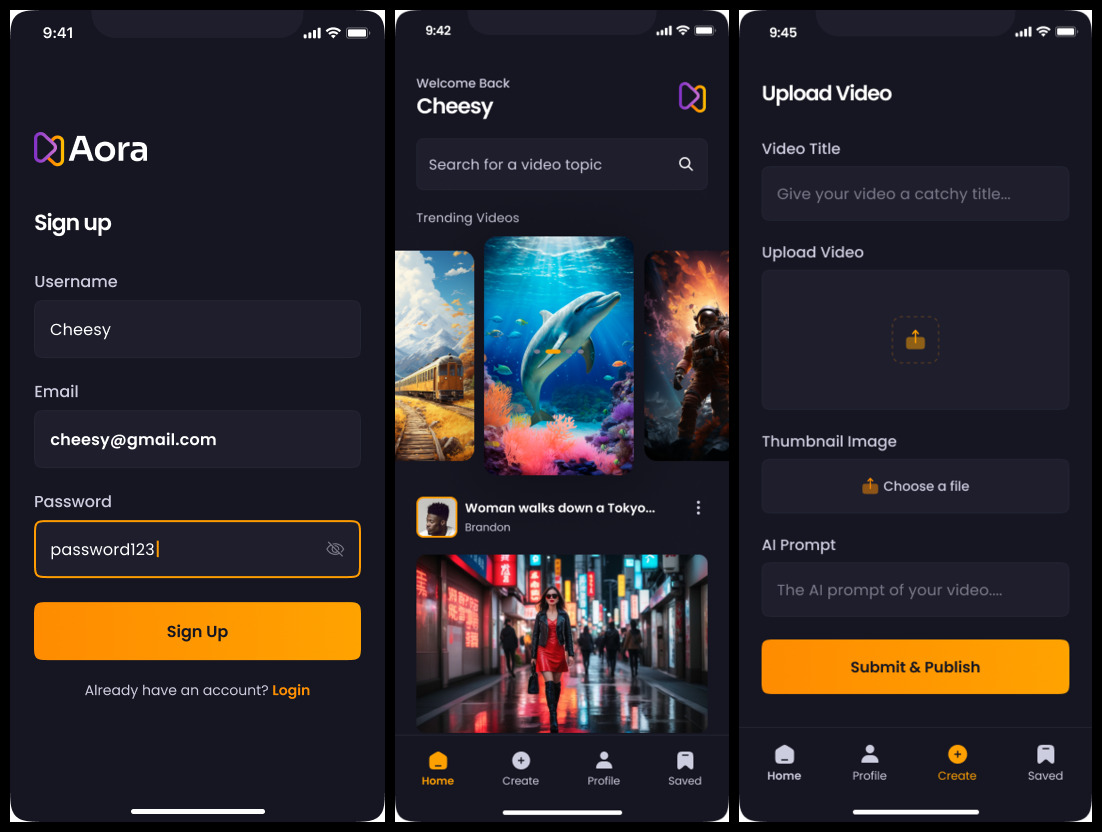 9:41
Aora
Sign up
Username
Cheesy
Email
cheesy@gmail.com
Password
password123
Sign Up
Already have an account? Login
9:42
Welcome Back
Cheesy
Search for a video topic
Trending Videos
Woman walks down a Tokyo...
Brandon
Home
Create
Profile
Saved
9:45
Upload Video
Video Title
Give your video a catchy title...
Upload Video
Thumbnail Image
Choose a file
AI Prompt
The AI prompt of your video....
Submit & Publish
Home
Profile
Create
Saved